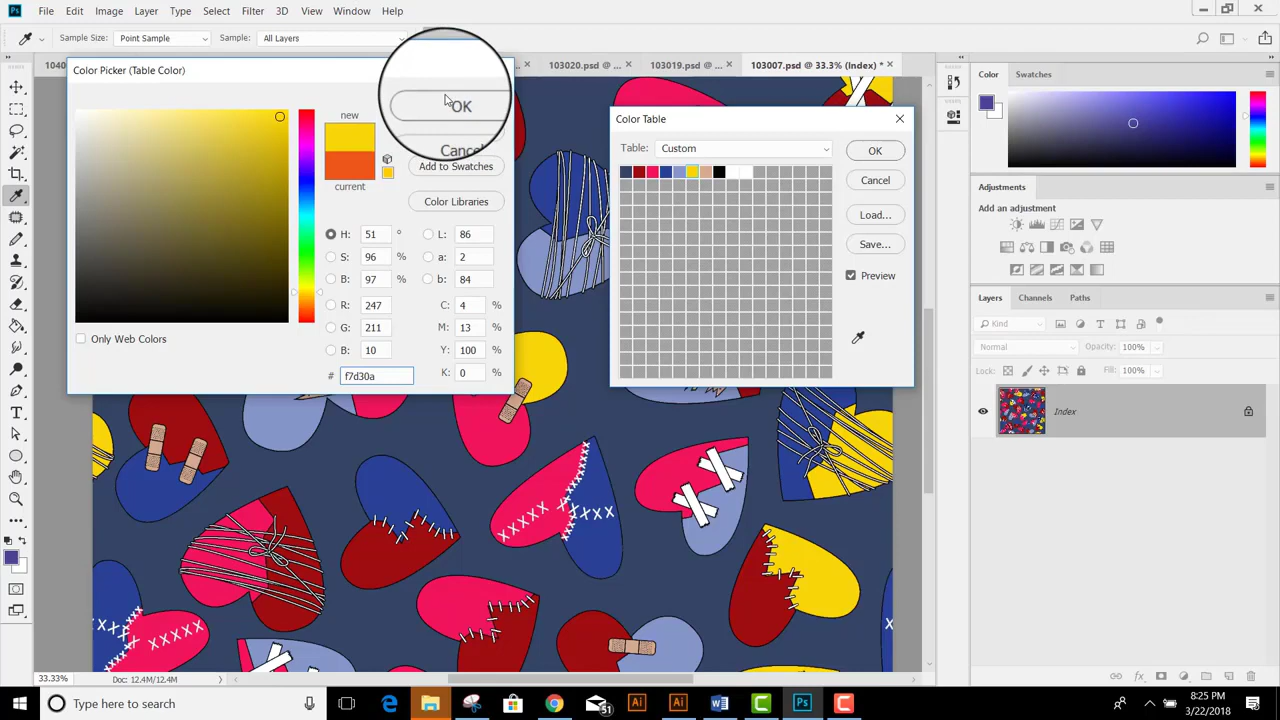 Ps File Edit Image Layer Type Select Filter 3D View Window Help
Sample Size: Point Sample Sample: All Layers
103020.psd @ ... × 103019.psd @ ... × 103007.psd @ 33.3% (Index) * ×
Color Picker (Table Color)
new
current
OK
Cancel
Add to Swatches
Color Libraries
H: 51 ° L: 86
S: 96 % a: 2
B: 97 % b: 84
R: 247 C: 4 %
G: 211 M: 13 %
B: 10 Y: 100 %
# f7d30a K: 0 %
Only Web Colors
Color Table
Table: Custom
OK
Cancel
Load...
Save...
Preview
Color Swatches
Adjustments
Add an adjustment
Layers Channels Paths
Kind
Normal Opacity: 100%
Lock: Fill: 100%
Index
33.33% Doc: 12.4M/12.4M
Type here to search
51
Ai Ai Ps
8:25 PM
3/22/2018